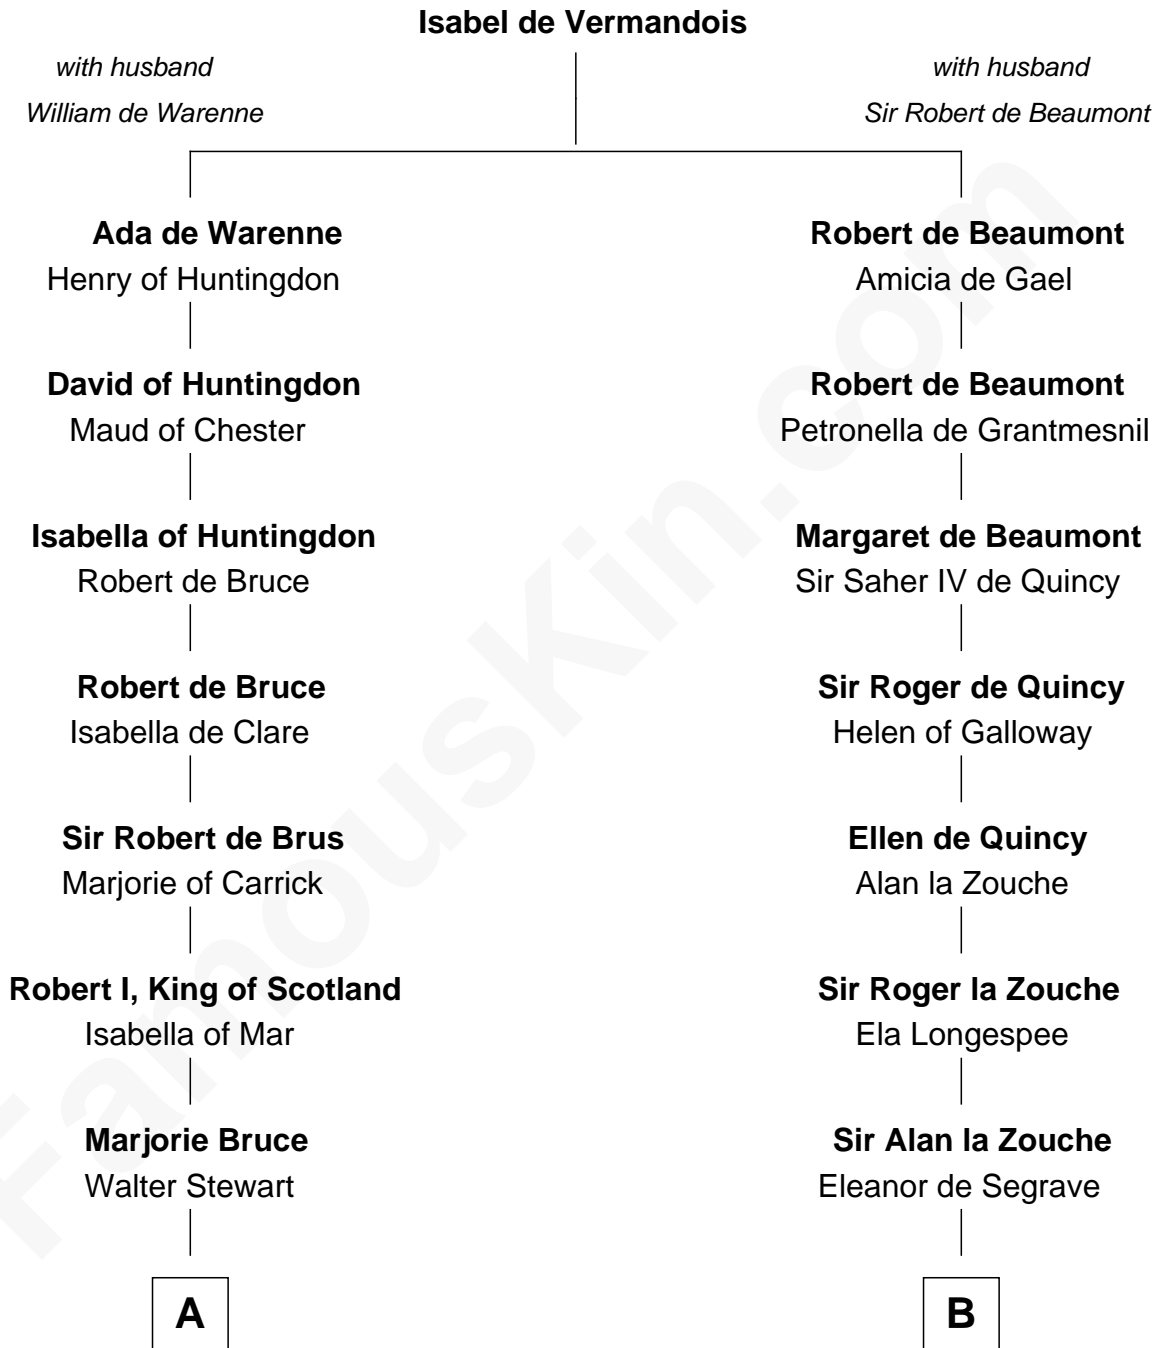 Isabel de Vermandois
with husband
William de Warenne
with husband
Sir Robert de Beaumont
Ada de Warenne
Henry of Huntingdon
David of Huntingdon
Maud of Chester
Isabella of Huntingdon
Robert de Bruce
Robert de Bruce
Isabella de Clare
Sir Robert de Brus
Marjorie of Carrick
Robert I, King of Scotland
Isabella of Mar
Marjorie Bruce
Walter Stewart
A
Robert de Beaumont
Amicia de Gael
Robert de Beaumont
Petronella de Grantmesnil
Margaret de Beaumont
Sir Saher IV de Quincy
Sir Roger de Quincy
Helen of Galloway
Ellen de Quincy
Alan la Zouche
Sir Roger la Zouche
Ela Longespee
Sir Alan la Zouche
Eleanor de Segrave
B
FamousKin.com